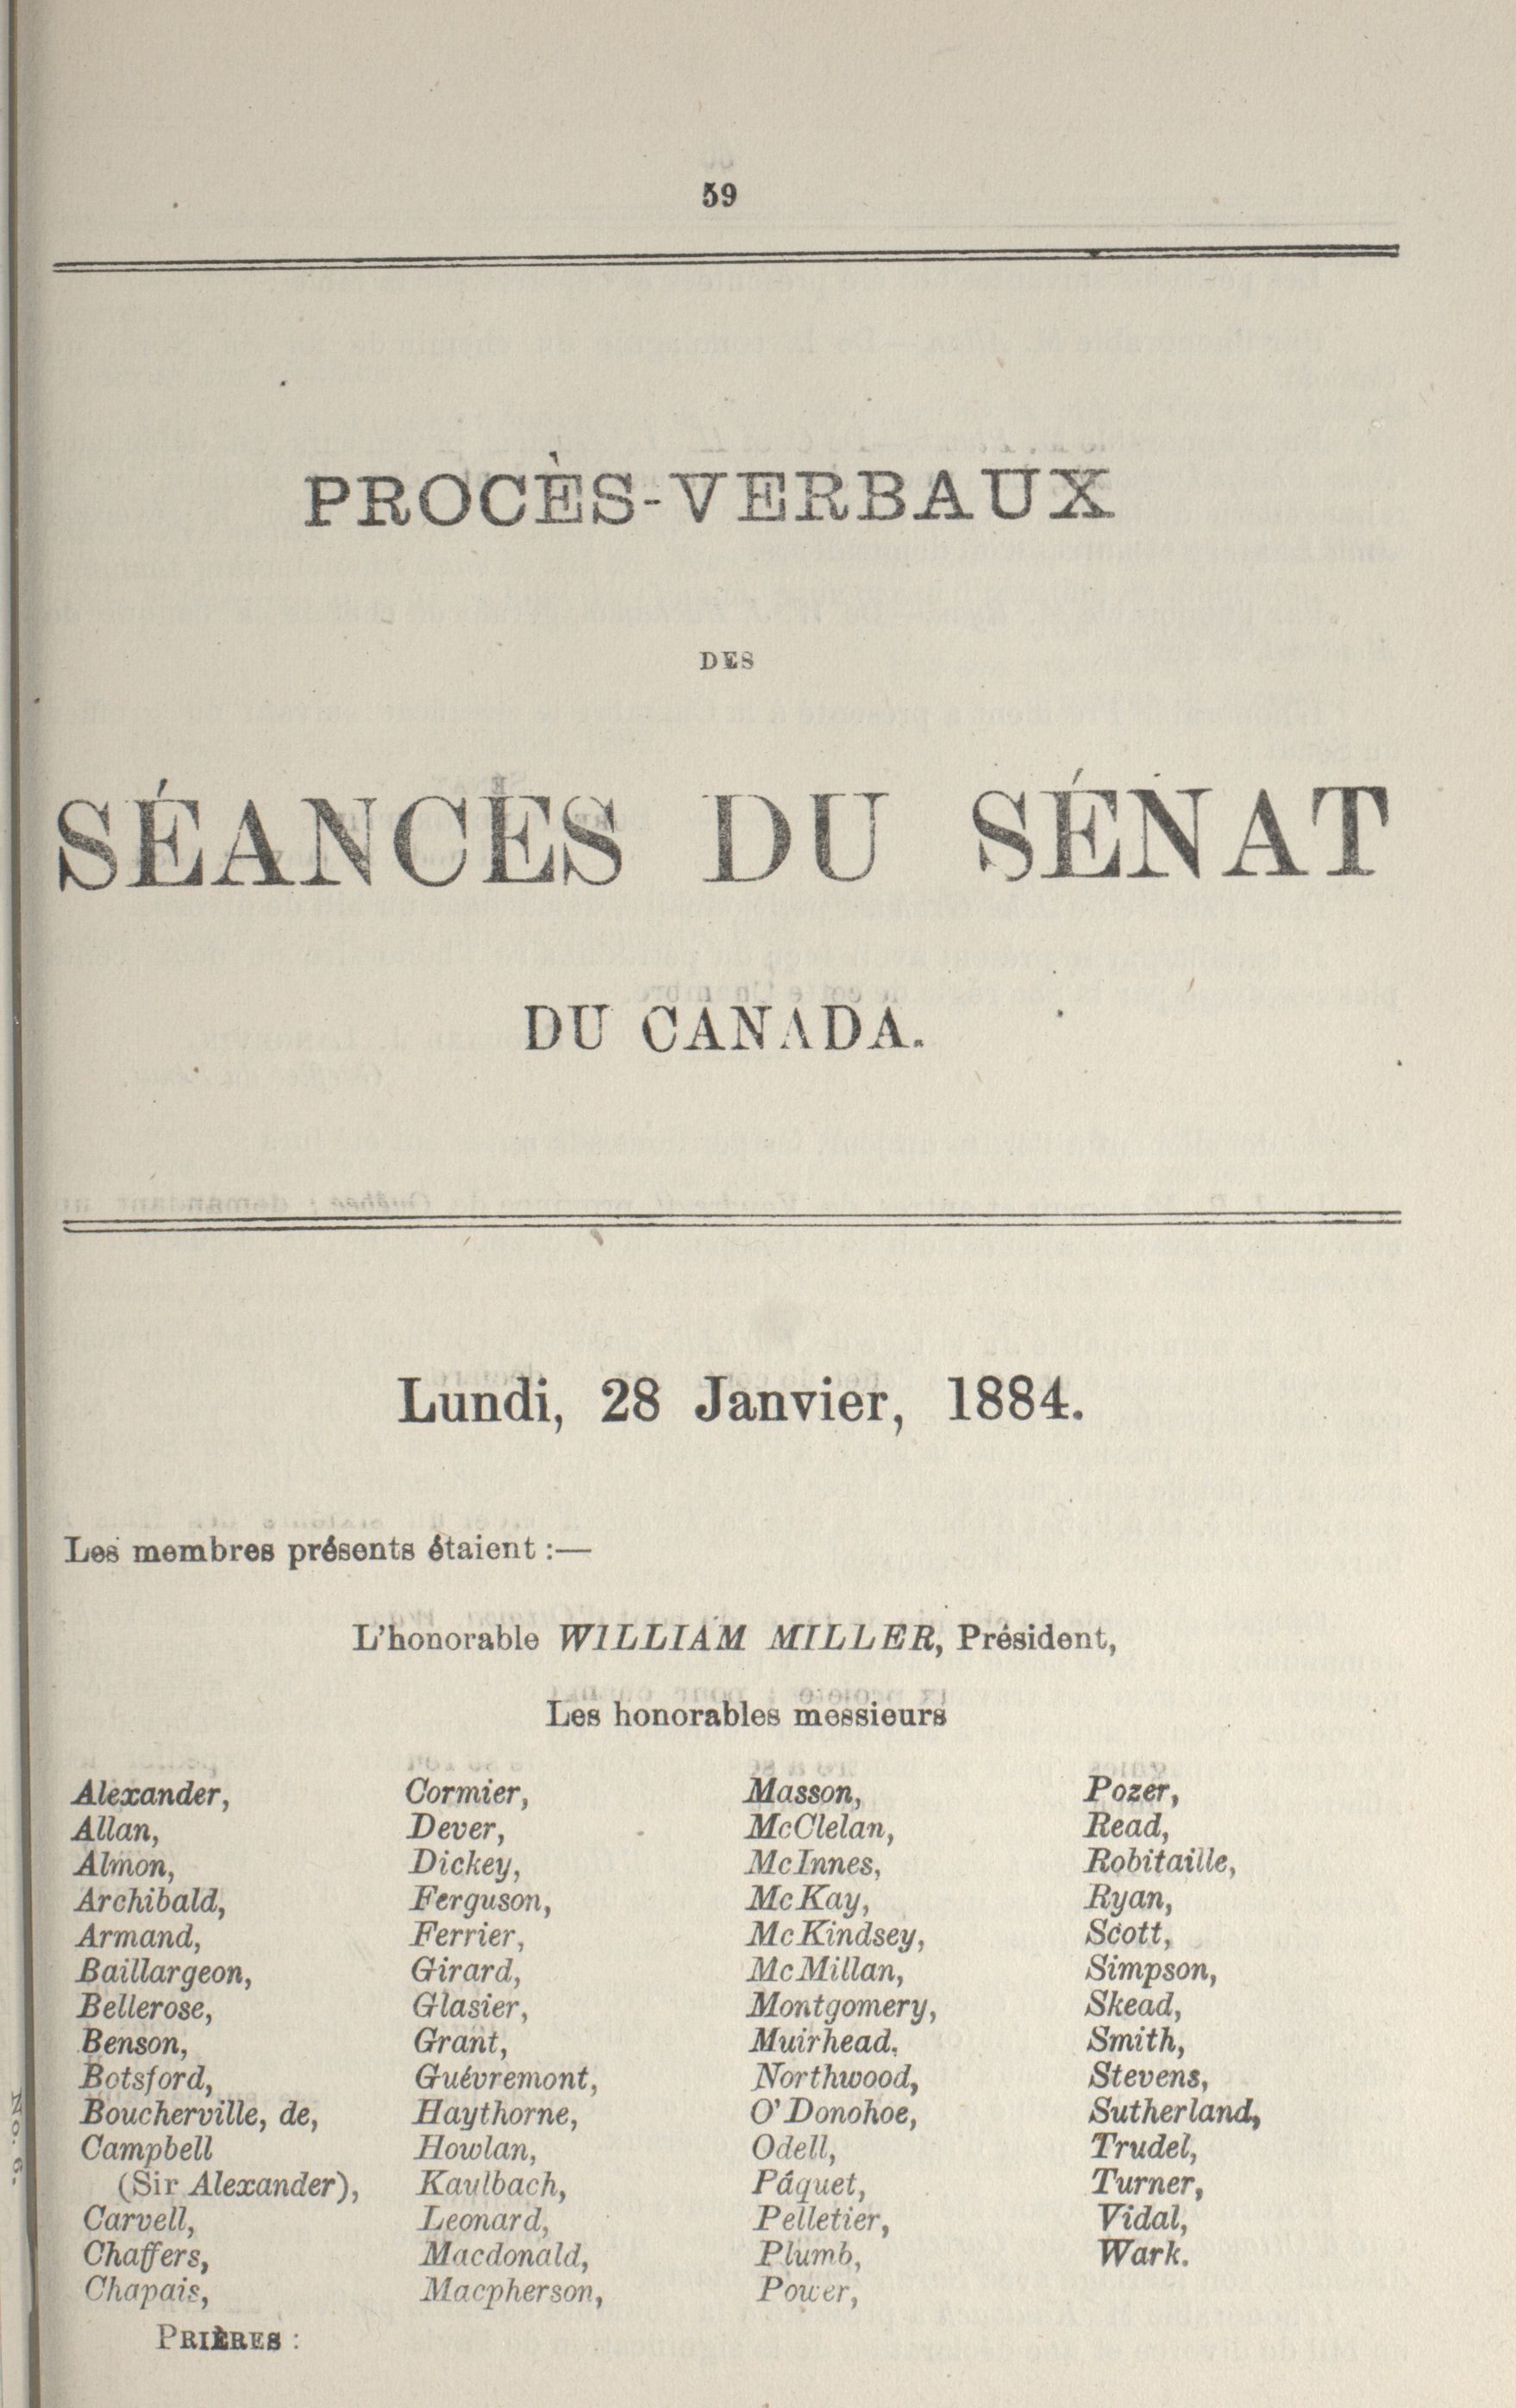 59
PROCÈS-VERBAUX
DES
SÉANCES DU SÉNAT
DU CANADA.
Lundi, 28 Janvier, 1884.
Les membres présents étaient :—
L'honorable WILLIAM MILLER, Président,
Les honorables messieurs
Alexander,
Allan,
Almon,
Archibald,
Armand,
Baillargeon,
Bellerose,
Benson,
Botsford,
Boucherville, de,
Campbell
(Sir Alexander),
Carvell,
Chaffers,
Chapais,
Cormier,
Dever,
Dickey,
Ferguson,
Ferrier,
Girard,
Glasier,
Grant,
Guévremont,
Haythorne,
Howlan,
Kaulbach,
Leonard,
Macdonald,
Macpherson,
Masson,
McClelan,
McInnes,
McKay,
McKindsey,
McMillan,
Montgomery,
Muirhead,
Northwood,
O'Donohoe,
Odell,
Pâquet,
Pelletier,
Plumb,
Power,
Pozer,
Read,
Robitaille,
Ryan,
Scott,
Simpson,
Skead,
Smith,
Stevens,
Sutherland,
Trudel,
Turner,
Vidal,
Wark.
PRIÈRES :
No. 6.